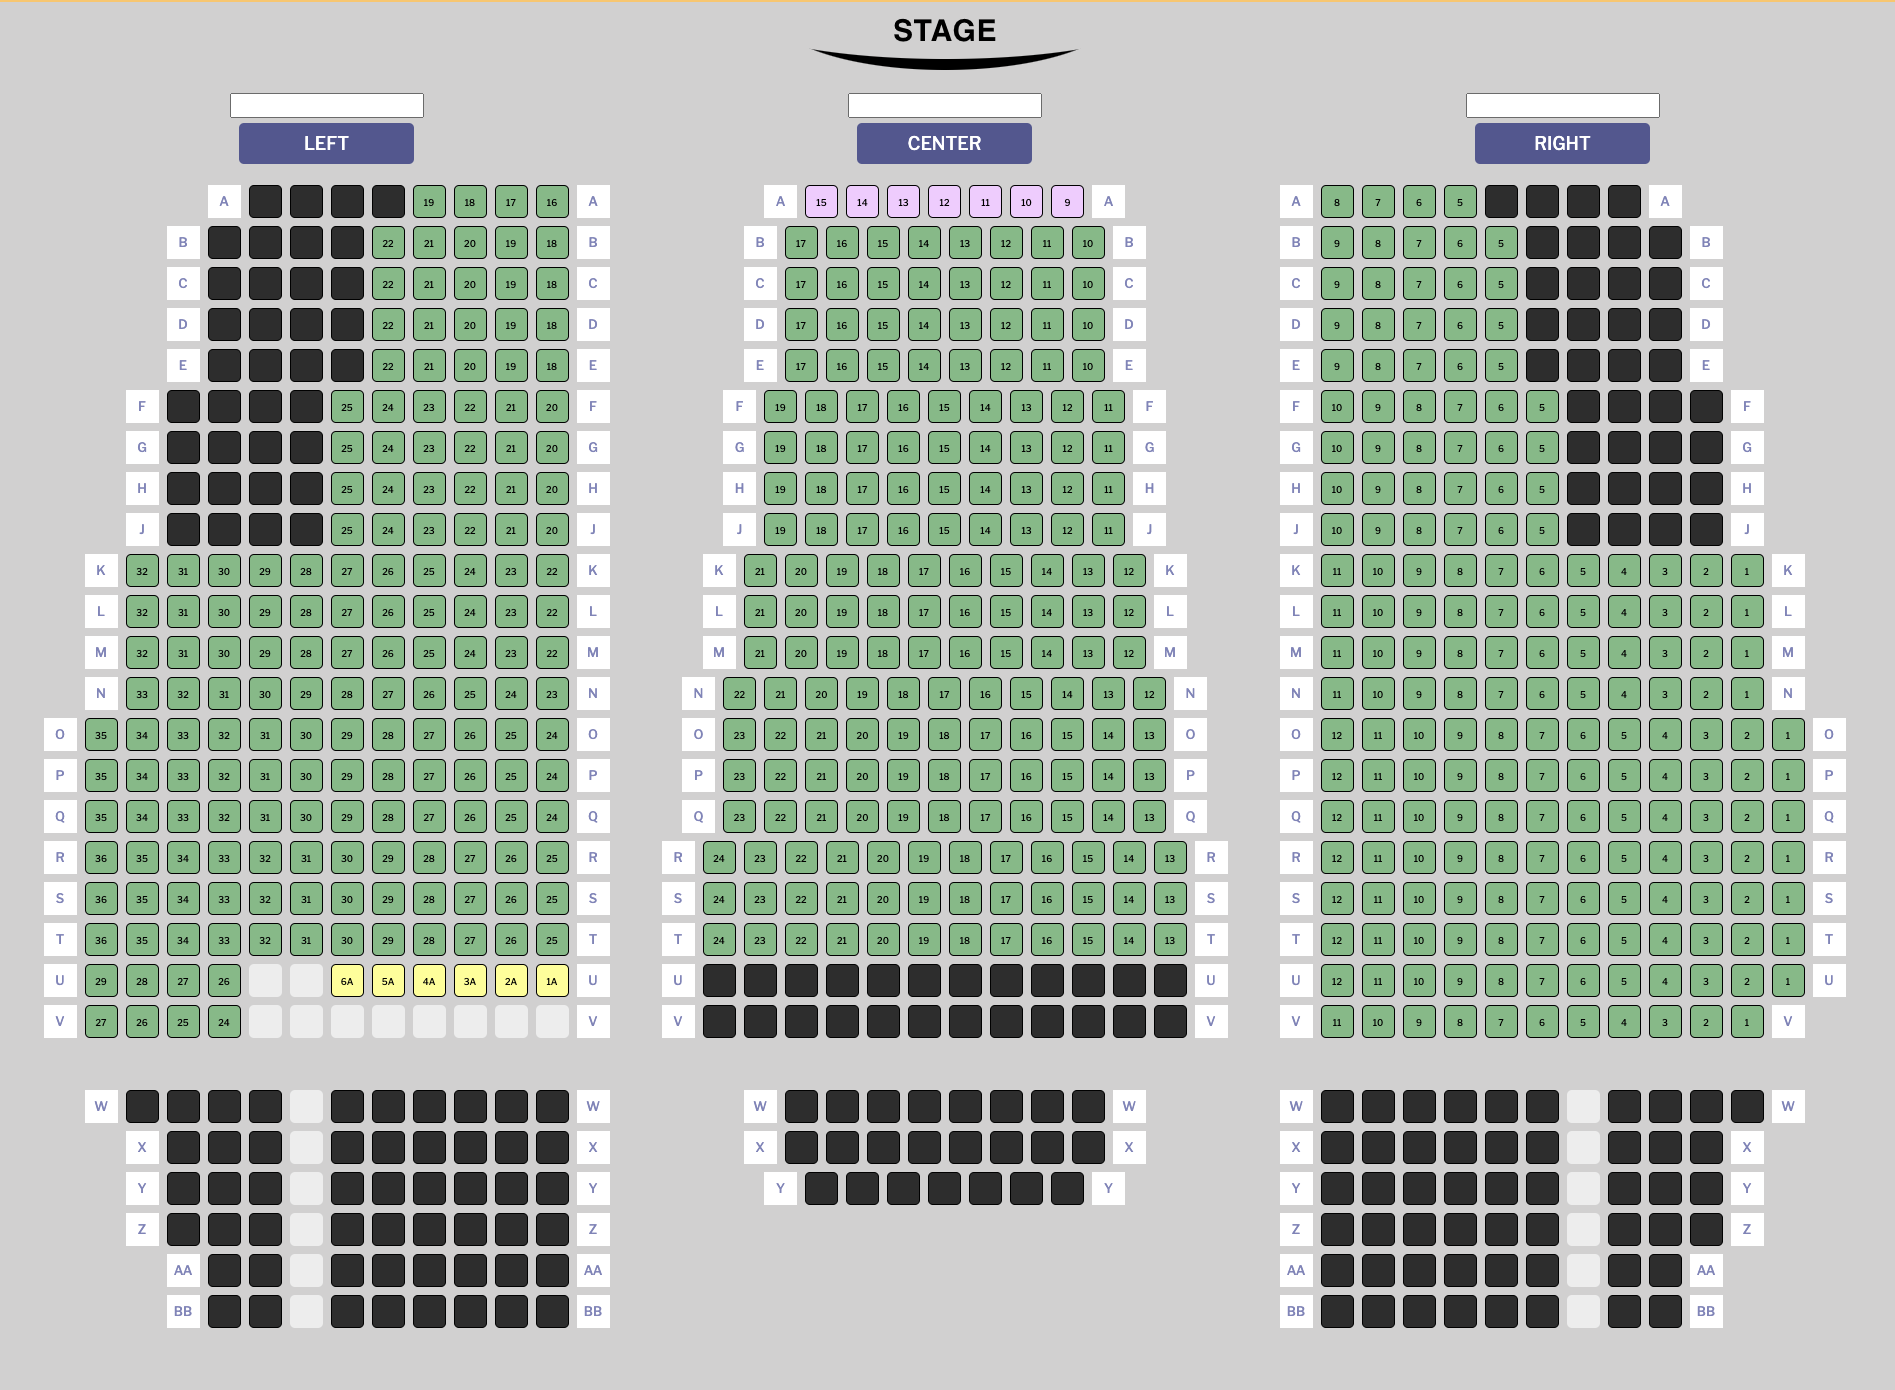 STAGE
LEFT CENTER RIGHT
A 19 18 17 16 A A 15 14 13 12 11 10 9 A A 8 7 6 5 A
B 22 21 20 19 18 B B 17 16 15 14 13 12 11 10 B B 9 8 7 6 5 B
C 22 21 20 19 18 C C 17 16 15 14 13 12 11 10 C C 9 8 7 6 5 C
D 22 21 20 19 18 D D 17 16 15 14 13 12 11 10 D D 9 8 7 6 5 D
E 22 21 20 19 18 E E 17 16 15 14 13 12 11 10 E E 9 8 7 6 5 E
F 25 24 23 22 21 20 F F 19 18 17 16 15 14 13 12 11 F F 10 9 8 7 6 5 F
G 25 24 23 22 21 20 G G 19 18 17 16 15 14 13 12 11 G G 10 9 8 7 6 5 G
H 25 24 23 22 21 20 H H 19 18 17 16 15 14 13 12 11 H H 10 9 8 7 6 5 H
J 25 24 23 22 21 20 J J 19 18 17 16 15 14 13 12 11 J J 10 9 8 7 6 5 J
K 32 31 30 29 28 27 26 25 24 23 22 K K 21 20 19 18 17 16 15 14 13 12 K K 11 10 9 8 7 6 5 4 3 2 1 K
L 32 31 30 29 28 27 26 25 24 23 22 L L 21 20 19 18 17 16 15 14 13 12 L L 11 10 9 8 7 6 5 4 3 2 1 L
M 32 31 30 29 28 27 26 25 24 23 22 M M 21 20 19 18 17 16 15 14 13 12 M M 11 10 9 8 7 6 5 4 3 2 1 M
N 33 32 31 30 29 28 27 26 25 24 23 N N 22 21 20 19 18 17 16 15 14 13 12 N N 11 10 9 8 7 6 5 4 3 2 1 N
O 35 34 33 32 31 30 29 28 27 26 25 24 O O 23 22 21 20 19 18 17 16 15 14 13 O O 12 11 10 9 8 7 6 5 4 3 2 1 O
P 35 34 33 32 31 30 29 28 27 26 25 24 P P 23 22 21 20 19 18 17 16 15 14 13 P P 12 11 10 9 8 7 6 5 4 3 2 1 P
Q 35 34 33 32 31 30 29 28 27 26 25 24 Q Q 23 22 21 20 19 18 17 16 15 14 13 Q Q 12 11 10 9 8 7 6 5 4 3 2 1 Q
R 36 35 34 33 32 31 30 29 28 27 26 25 R R 24 23 22 21 20 19 18 17 16 15 14 13 R R 12 11 10 9 8 7 6 5 4 3 2 1 R
S 36 35 34 33 32 31 30 29 28 27 26 25 S S 24 23 22 21 20 19 18 17 16 15 14 13 S S 12 11 10 9 8 7 6 5 4 3 2 1 S
T 36 35 34 33 32 31 30 29 28 27 26 25 T T 24 23 22 21 20 19 18 17 16 15 14 13 T T 12 11 10 9 8 7 6 5 4 3 2 1 T
U 29 28 27 26 6A 5A 4A 3A 2A 1A U U U U 12 11 10 9 8 7 6 5 4 3 2 1 U
V 27 26 25 24 V V V V 11 10 9 8 7 6 5 4 3 2 1 V
W W W W W W
X X X X X X
Y Y Y Y Y Y
Z Z Z Z
AA AA AA AA
BB BB BB BB